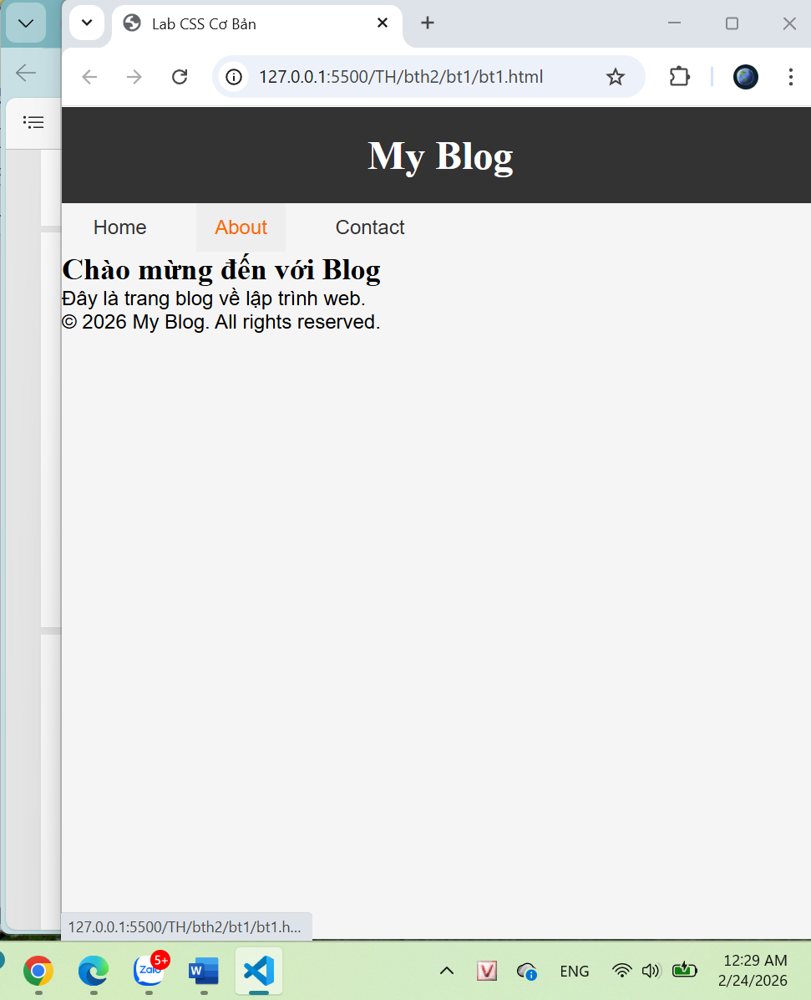 Lab CSS Cơ Bản
127.0.0.1:5500/TH/bth2/bt1/bt1.html
My Blog
Home About Contact
Chào mừng đến với Blog
Đây là trang blog về lập trình web.
© 2026 My Blog. All rights reserved.
127.0.0.1:5500/TH/bth2/bt1/bt1.h...
5+
Zalo
W
V
ENG
12:29 AM
2/24/2026